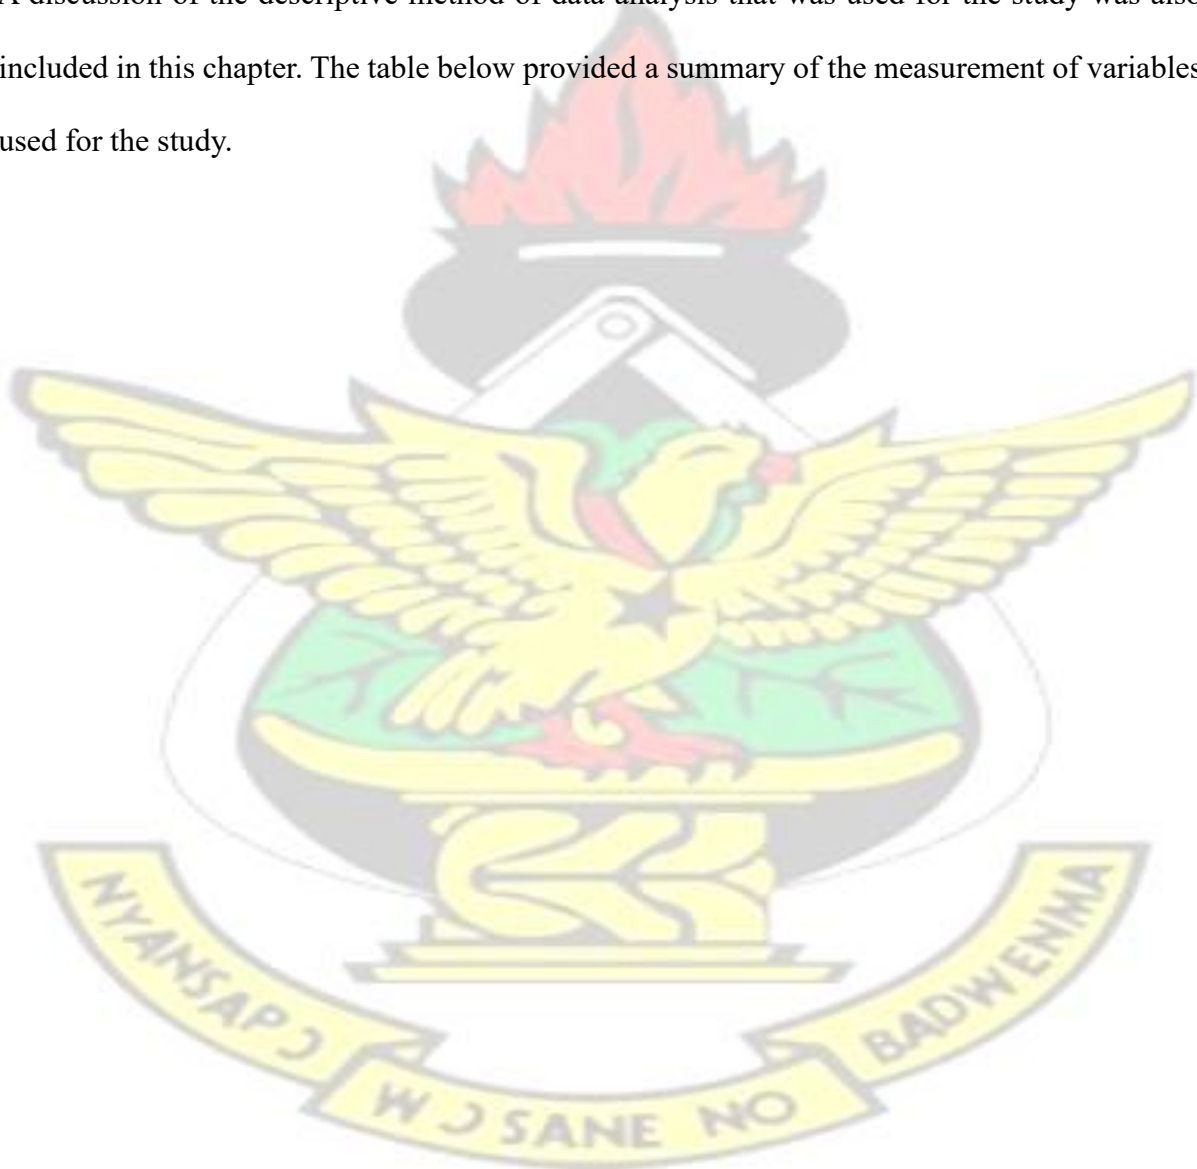 A discussion of the descriptive method of data analysis that was used for the study was also
included in this chapter. The table below provided a summary of the measurement of variables
used for the study.
NYANSAPƆ
WƆSANE NO
BADWENMA